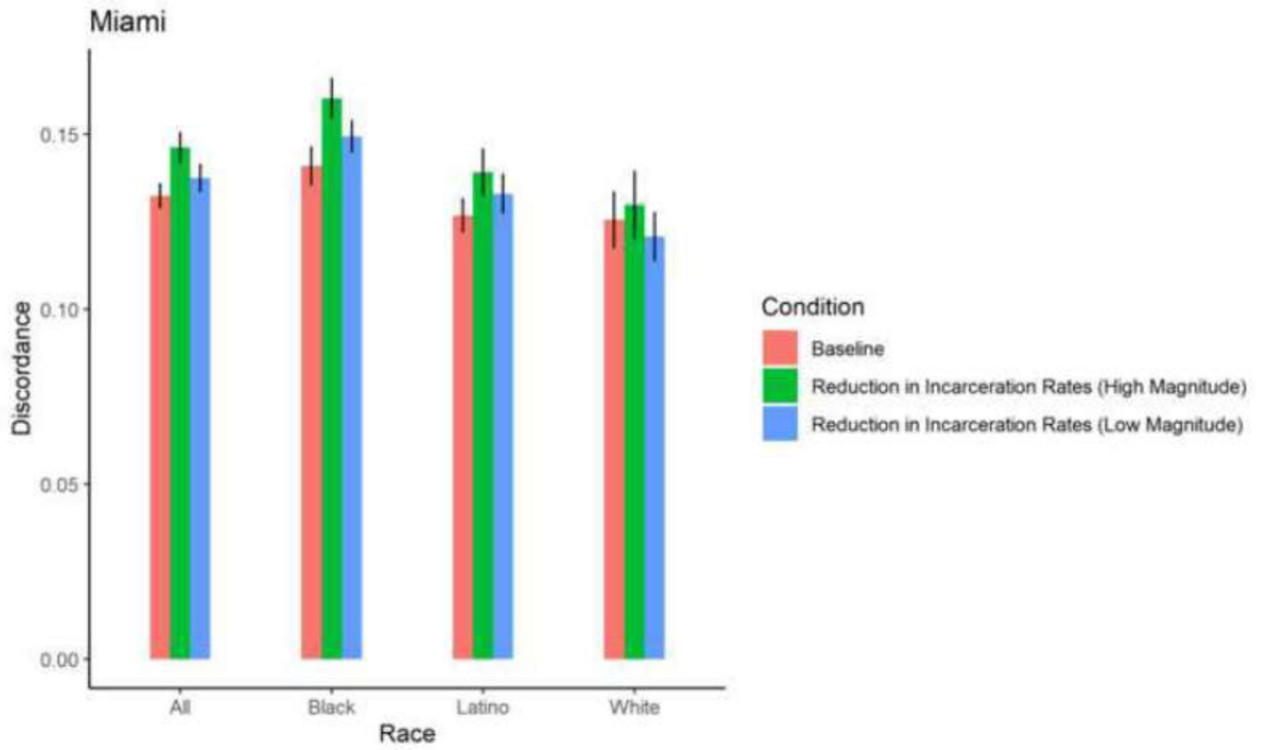 Miami
0.15
0.10
0.05
0.00
Discordance
All Black Latino White
Race
Condition
Baseline
Reduction in Incarceration Rates (High Magnitude)
Reduction in Incarceration Rates (Low Magnitude)